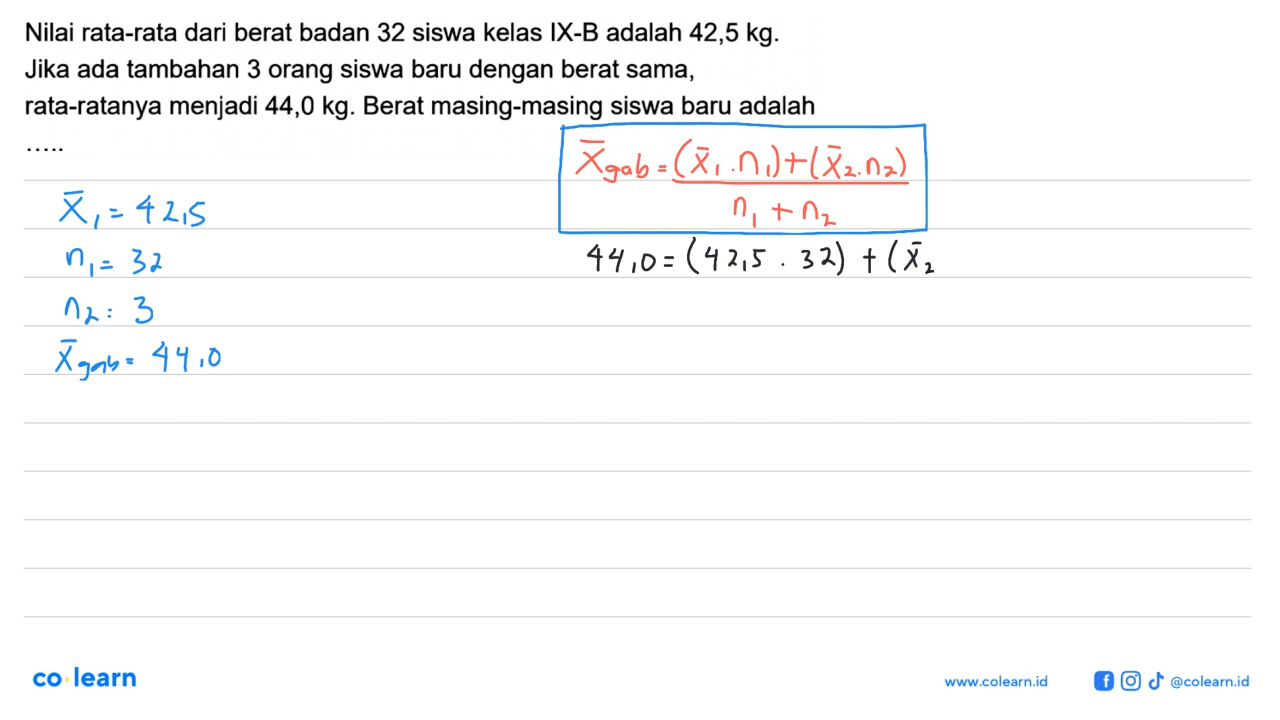 Nilai rata-rata dari berat badan 32 siswa kelas IX-B adalah 42,5 kg.
Jika ada tambahan 3 orang siswa baru dengan berat sama,
rata-ratanya menjadi 44,0 kg. Berat masing-masing siswa baru adalah
.....
x̄gab = (x̄₁.n₁)+(x̄₂.n₂)
n₁ + n₂
x̄₁ = 42,5
n₁ = 32
n₂ : 3
x̄gab = 44,0
44,0 = (42,5 . 32) + (x̄₂
co learn
www.colearn.id
@colearn.id